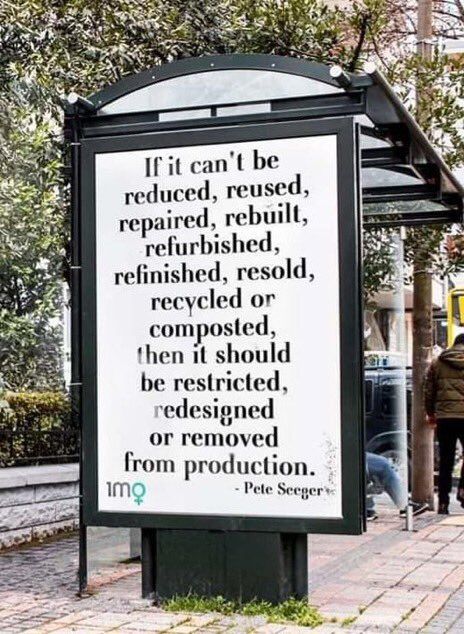 If it can't be
reduced, reused,
repaired, rebuilt,
refurbished,
refinished, resold,
recycled or
composted,
then it should
be restricted,
redesigned
or removed
from production.
- Pete Seeger
1mo